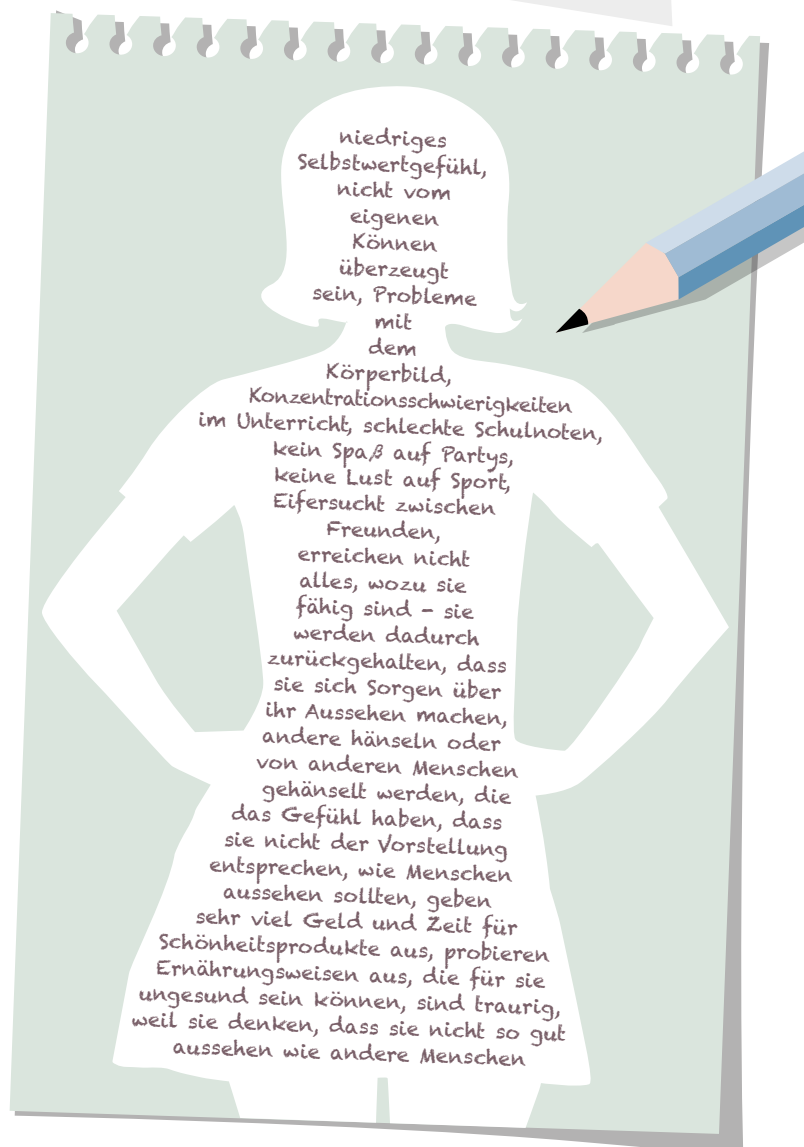 niedriges
Selbstwertgefühl,
nicht vom
eigenen
Können
überzeugt
sein, Probleme
mit
dem
Körperbild,
Konzentrationsschwierigkeiten
im Unterricht, schlechte Schulnoten,
kein Spaß auf Partys,
keine Lust auf Sport,
Eifersucht zwischen
Freunden,
erreichen nicht
alles, wozu sie
fähig sind - sie
werden dadurch
zurückgehalten, dass
sie sich Sorgen über
ihr Aussehen machen,
andere hänseln oder
von anderen Menschen
gehänselt werden, die
das Gefühl haben, dass
sie nicht der Vorstellung
entsprechen, wie Menschen
aussehen sollten, geben
sehr viel Geld und Zeit für
Schönheitsprodukte aus, probieren
Ernährungsweisen aus, die für sie
ungesund sein können, sind traurig,
weil sie denken, dass sie nicht so gut
aussehen wie andere Menschen